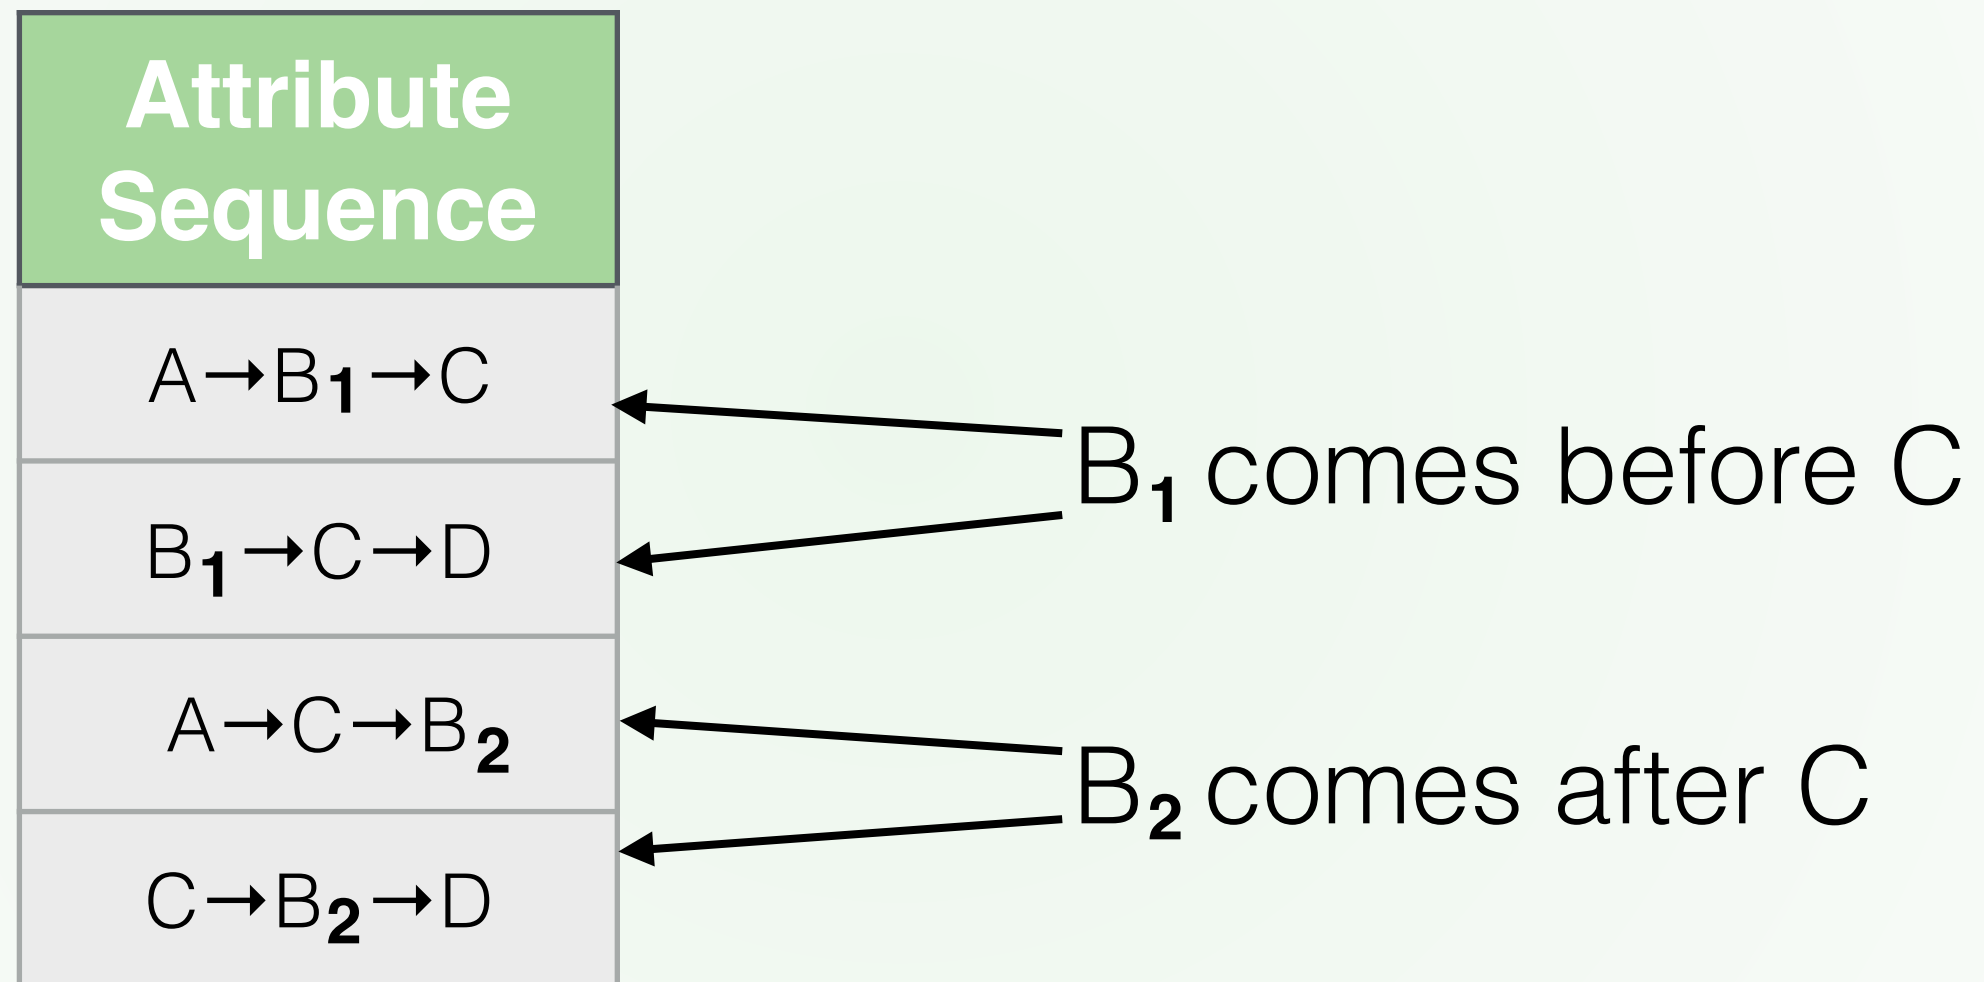 Attribute
Sequence
A→B₁→C
B₁→C→D
A→C→B₂
C→B₂→D
B₁ comes before C
B₂ comes after C